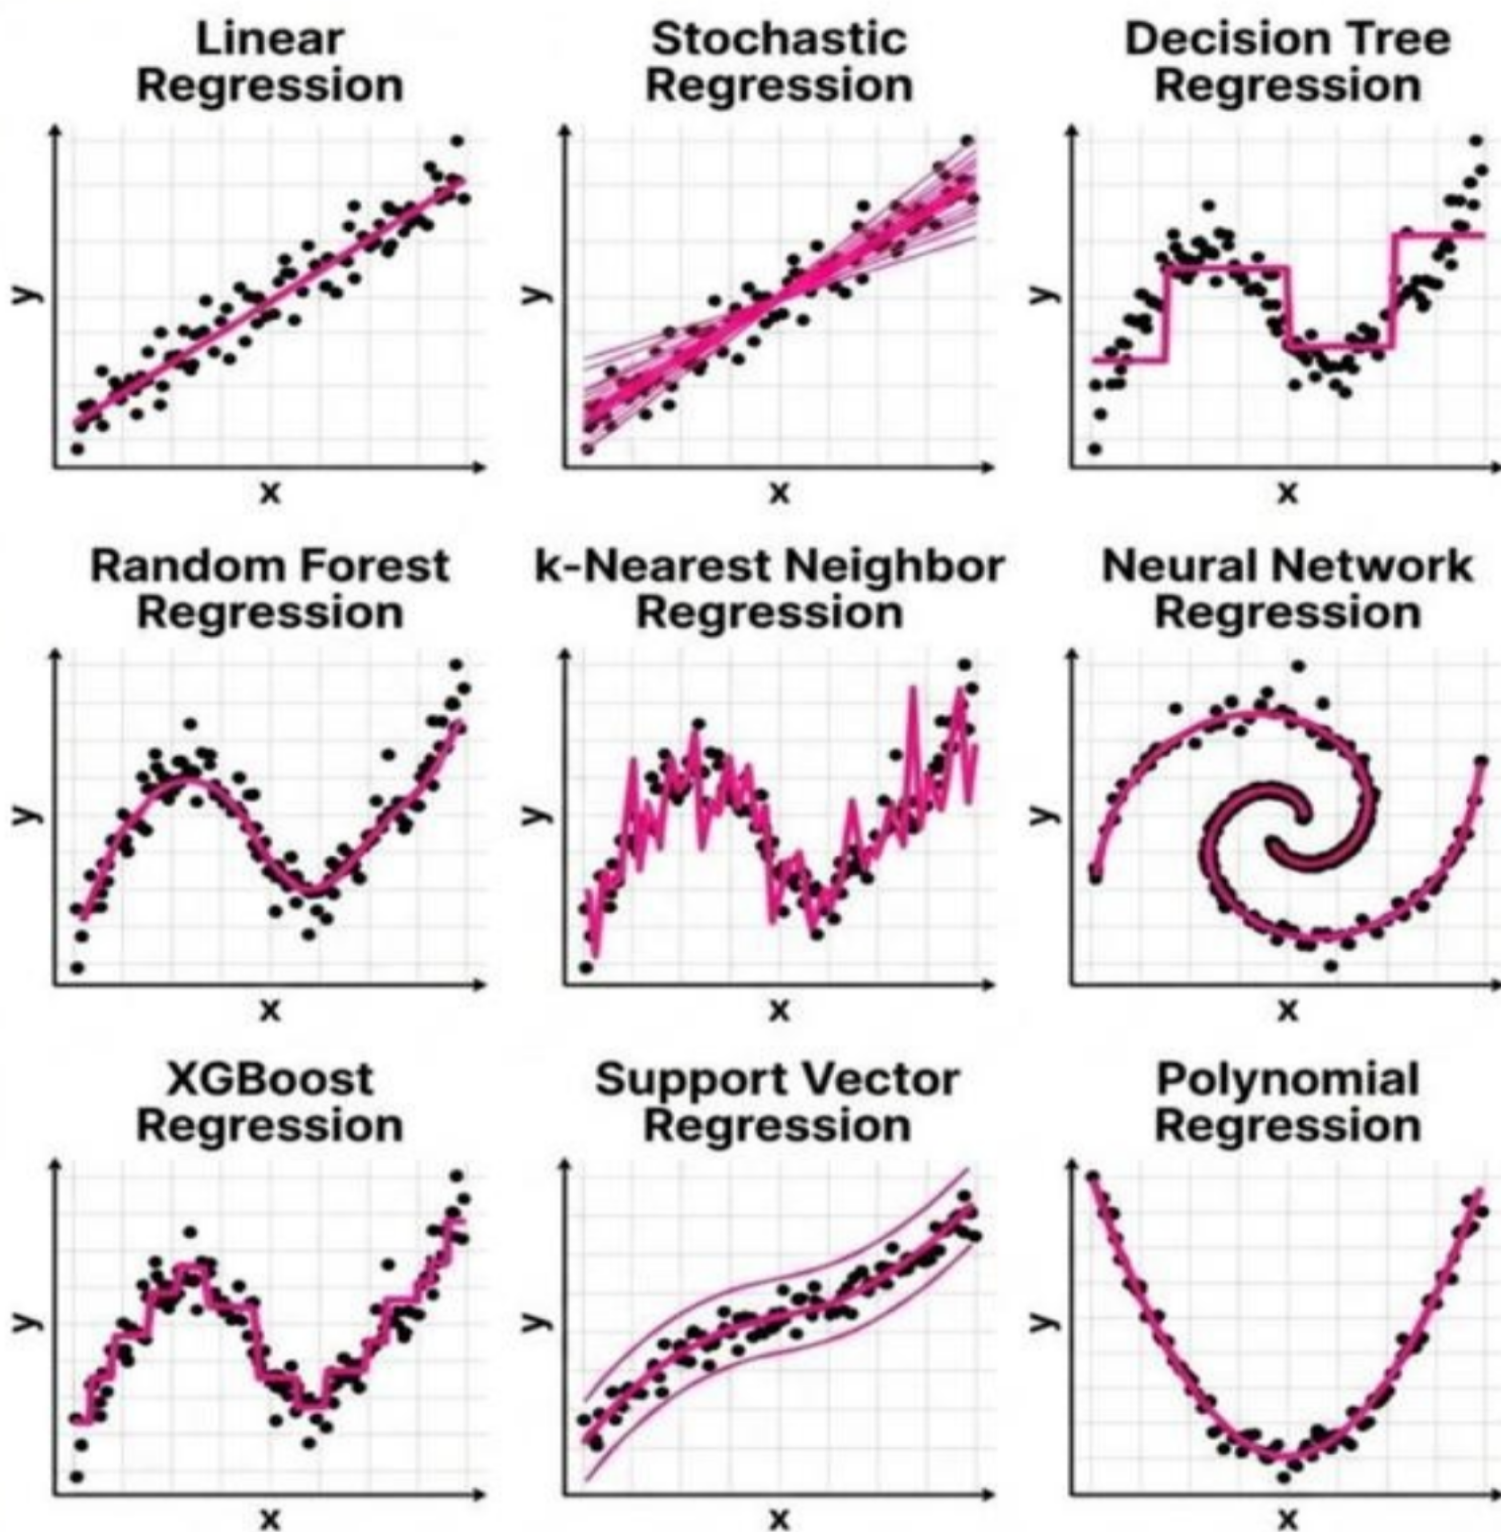 Linear
Regression
Stochastic
Regression
Decision Tree
Regression
y
x
y
x
y
x
Random Forest
Regression
k-Nearest Neighbor
Regression
Neural Network
Regression
y
x
y
x
y
x
XGBoost
Regression
Support Vector
Regression
Polynomial
Regression
y
x
y
x
y
x